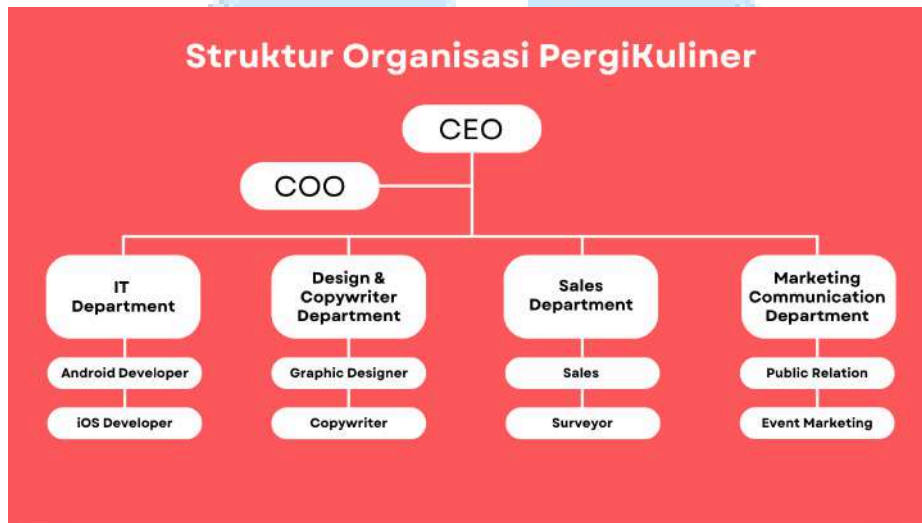 Struktur Organisasi PergiKuliner
CEO
COO
IT
Department
Design &
Copywriter
Department
Sales
Department
Marketing
Communication
Department
Android Developer
Graphic Designer
Sales
Public Relation
iOS Developer
Copywriter
Surveyor
Event Marketing